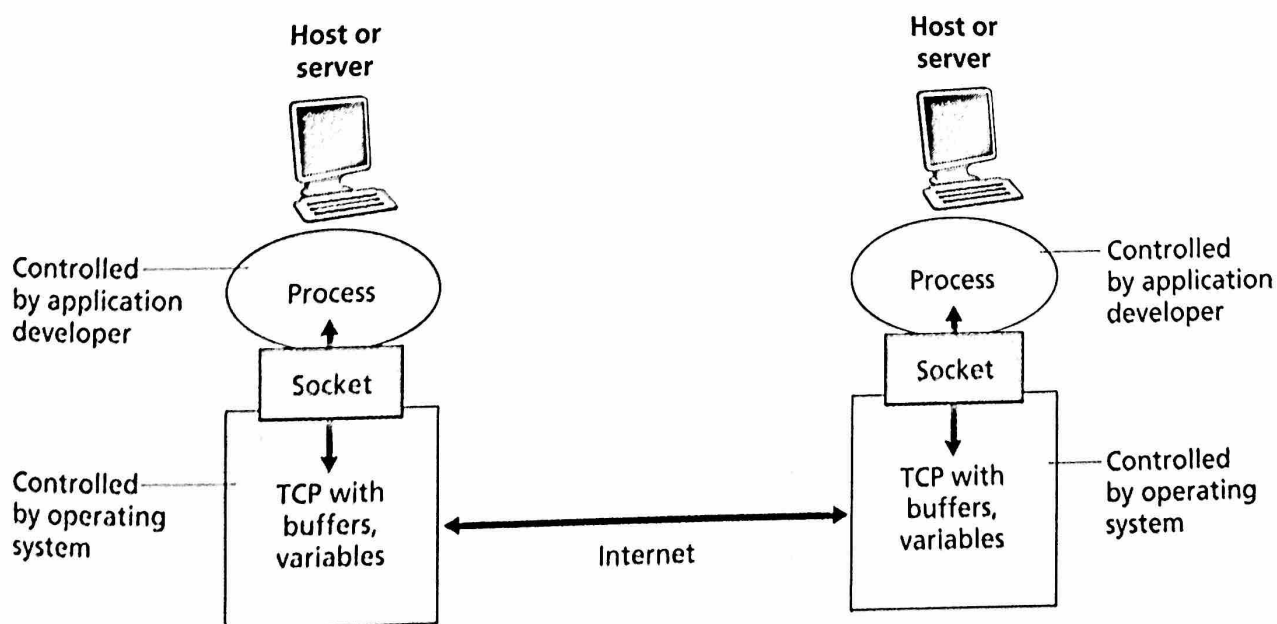 Host or
server
Host or
server
Controlled
by application
developer
Process
Process
Controlled
by application
developer
Socket
Socket
Controlled
by operating
system
TCP with
buffers,
variables
Internet
TCP with
buffers,
variables
Controlled
by operating
system